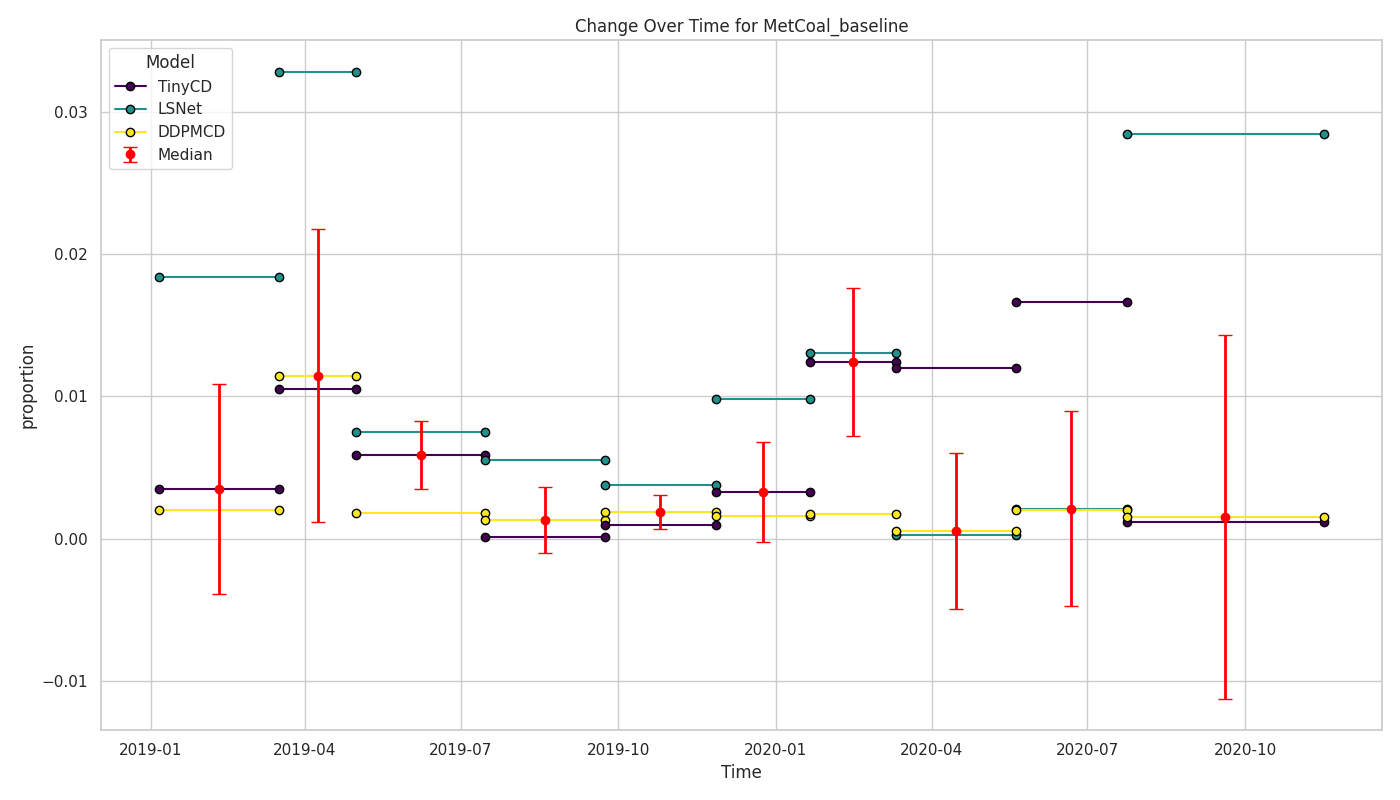 Change Over Time for MetCoal_baseline
Model
TinyCD
LSNet
DDPMCD
Median
proportion
0.03
0.02
0.01
0.00
−0.01
2019-01
2019-04
2019-07
2019-10
2020-01
2020-04
2020-07
2020-10
Time